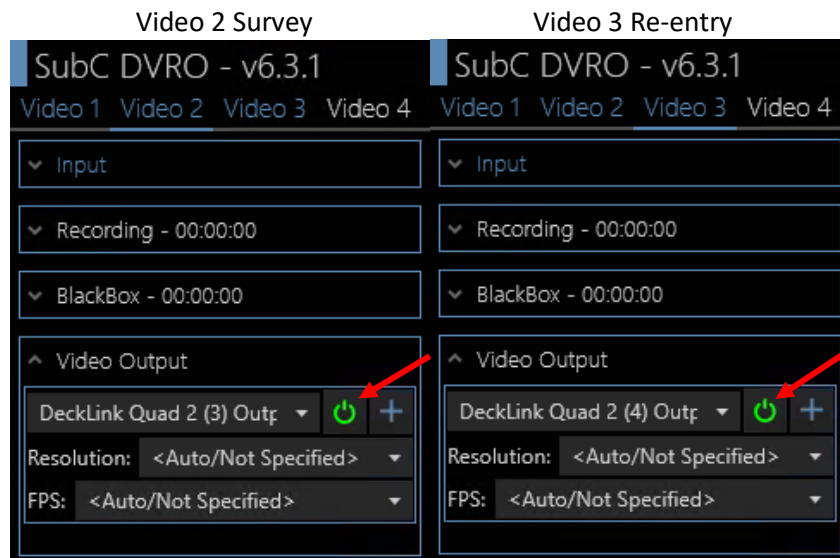 Video 2 Survey
SubC DVRO - v6.3.1
Video 1 Video 2 Video 3 Video 4
Input
Recording - 00:00:00
BlackBox - 00:00:00
Video Output
DeckLink Quad 2 (3) Outp
Resolution: <Auto/Not Specified>
FPS: <Auto/Not Specified>
Video 3 Re-entry
SubC DVRO - v6.3.1
Video 1 Video 2 Video 3 Video 4
Input
Recording - 00:00:00
BlackBox - 00:00:00
Video Output
DeckLink Quad 2 (4) Outp
Resolution: <Auto/Not Specified>
FPS: <Auto/Not Specified>